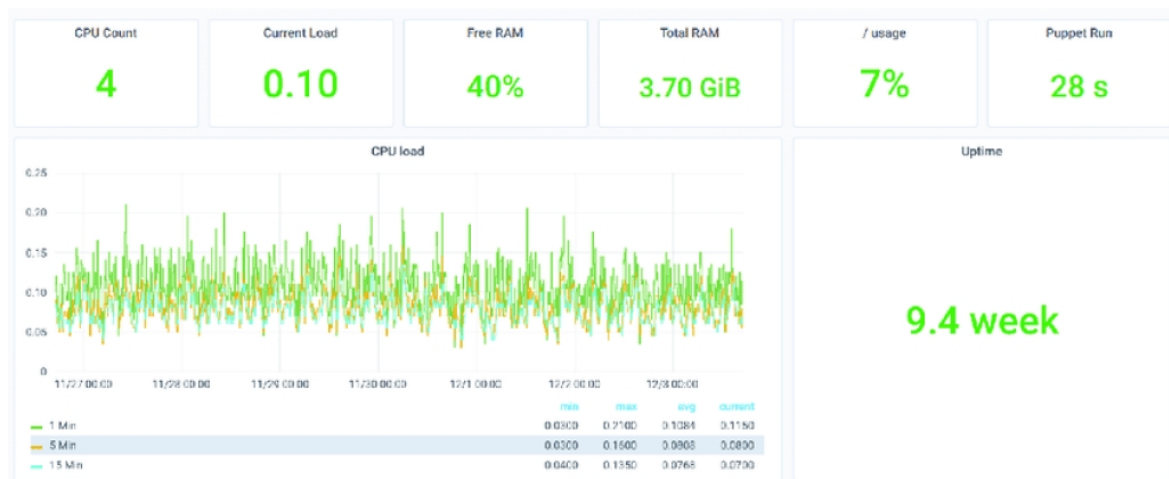 CPU Count
Current Load
Free RAM
Total RAM
/ usage
Puppet Run
4
0.10
40%
3.70 GiB
7%
28 s
CPU load
Uptime
0.25
0.20
0.15
0.10
0.05
0
11/27 00:00
11/28 00:00
11/29 00:00
11/30 00:00
12/1 00:00
12/2 00:00
12/3 00:00
9.4 week
min max avg current
1 Min 0.0300 0.2100 0.1084 0.1150
5 Min 0.0300 0.1600 0.0808 0.0800
15 Min 0.0400 0.1350 0.0768 0.0700